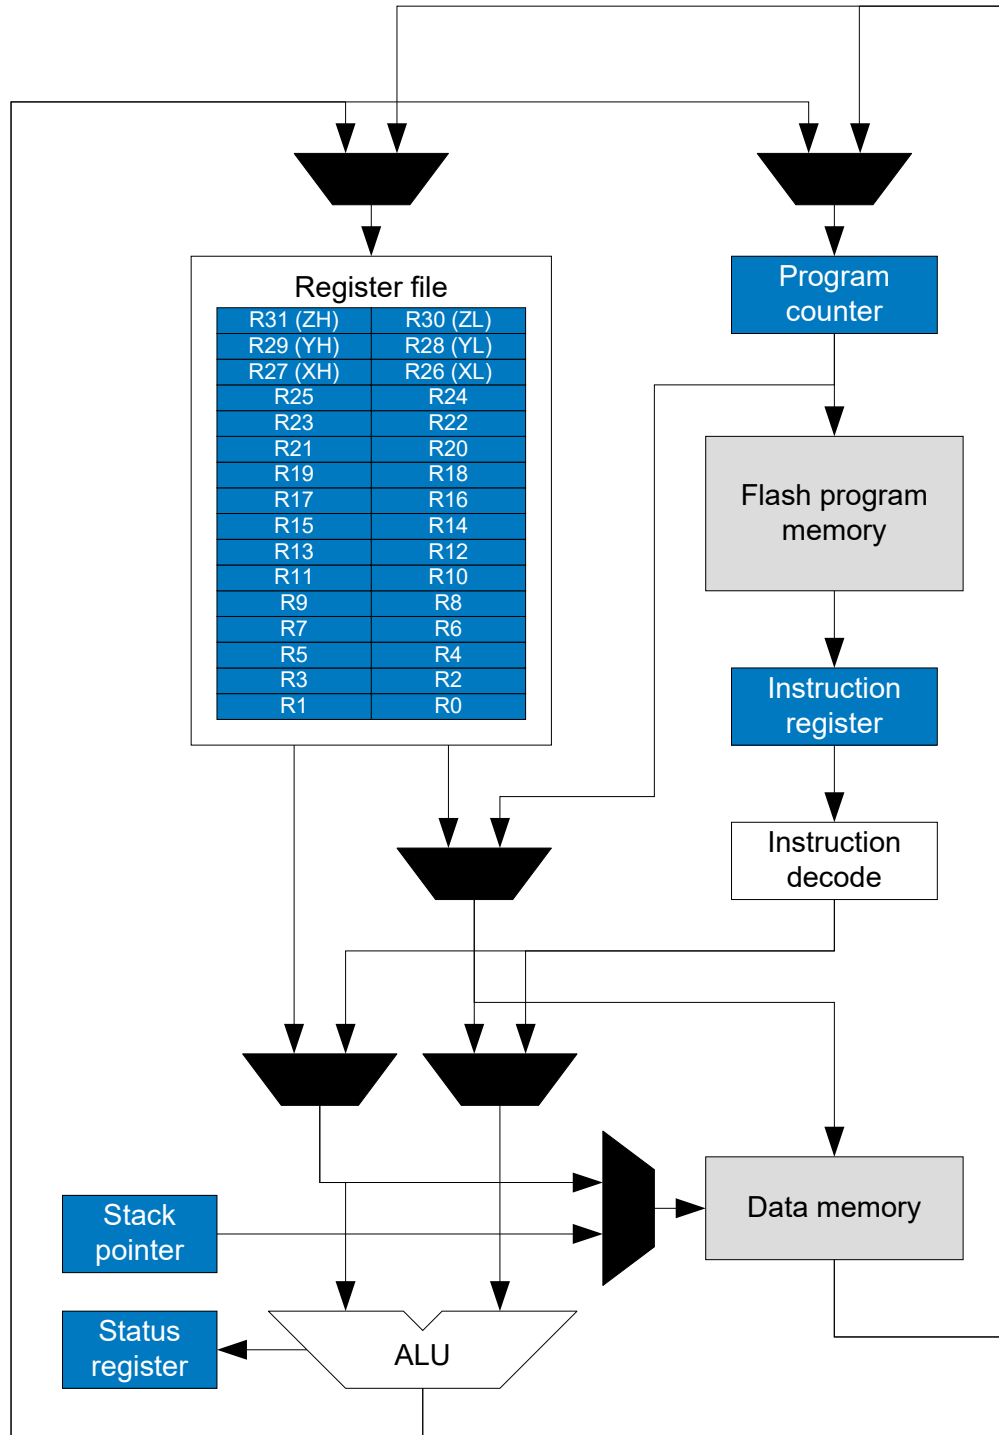 Register file
R31 (ZH) R30 (ZL)
R29 (YH) R28 (YL)
R27 (XH) R26 (XL)
R25 R24
R23 R22
R21 R20
R19 R18
R17 R16
R15 R14
R13 R12
R11 R10
R9 R8
R7 R6
R5 R4
R3 R2
R1 R0
Program
counter
Flash program
memory
Instruction
register
Instruction
decode
Data memory
Stack
pointer
Status
register
ALU